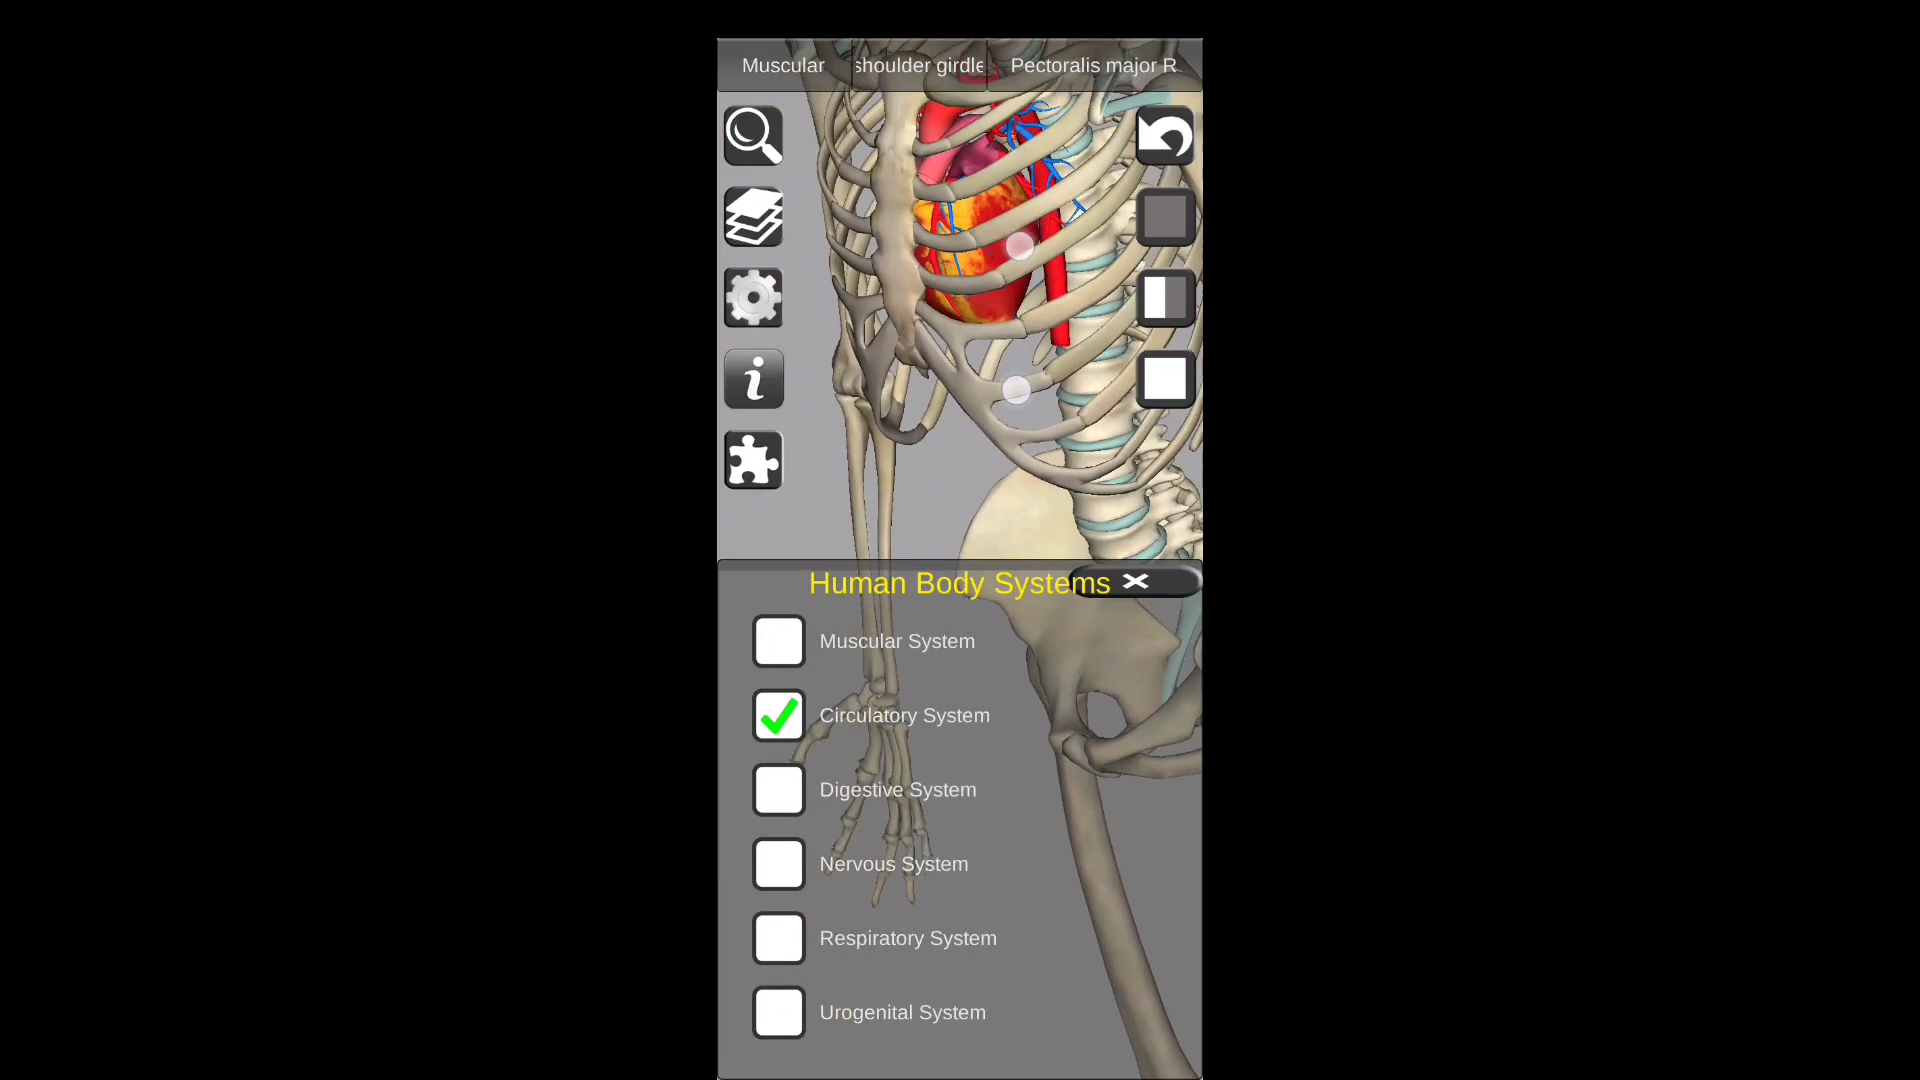 Muscular
shoulder girdle
Pectoralis major R
Human Body Systems
Muscular System
Circulatory System
Digestive System
Nervous System
Respiratory System
Urogenital System